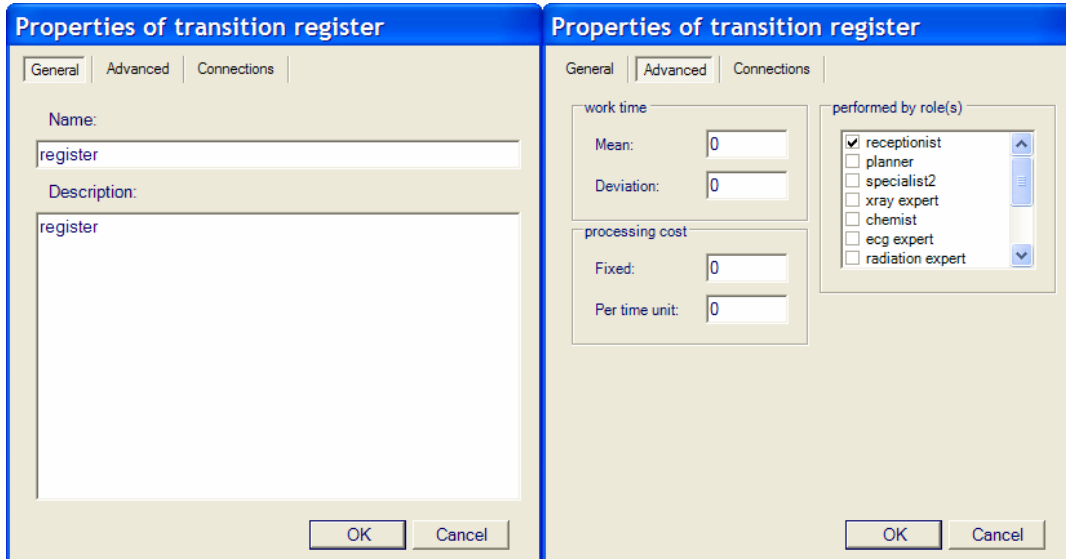 Properties of transition register
General Advanced Connections
Name:
register
Description:
register
OK Cancel
Properties of transition register
General Advanced Connections
work time
Mean: 0
Deviation: 0
processing cost
Fixed: 0
Per time unit: 0
performed by role(s)
receptionist
planner
specialist2
xray expert
chemist
ecg expert
radiation expert
OK Cancel